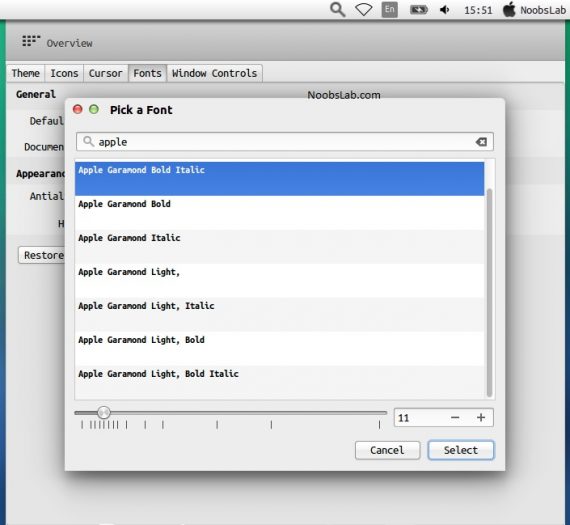 En 15:51 NoobsLab
Overview
Theme Icons Cursor Fonts Window Controls
General NoobsLab.com
Defaul
Documen
Appearanc
Antial
H
Restore
Pick a Font
apple
Apple Garamond Bold Italic
Apple Garamond Bold
Apple Garamond Italic
Apple Garamond Light,
Apple Garamond Light, Italic
Apple Garamond Light, Bold
Apple Garamond Light, Bold Italic
11
Cancel Select